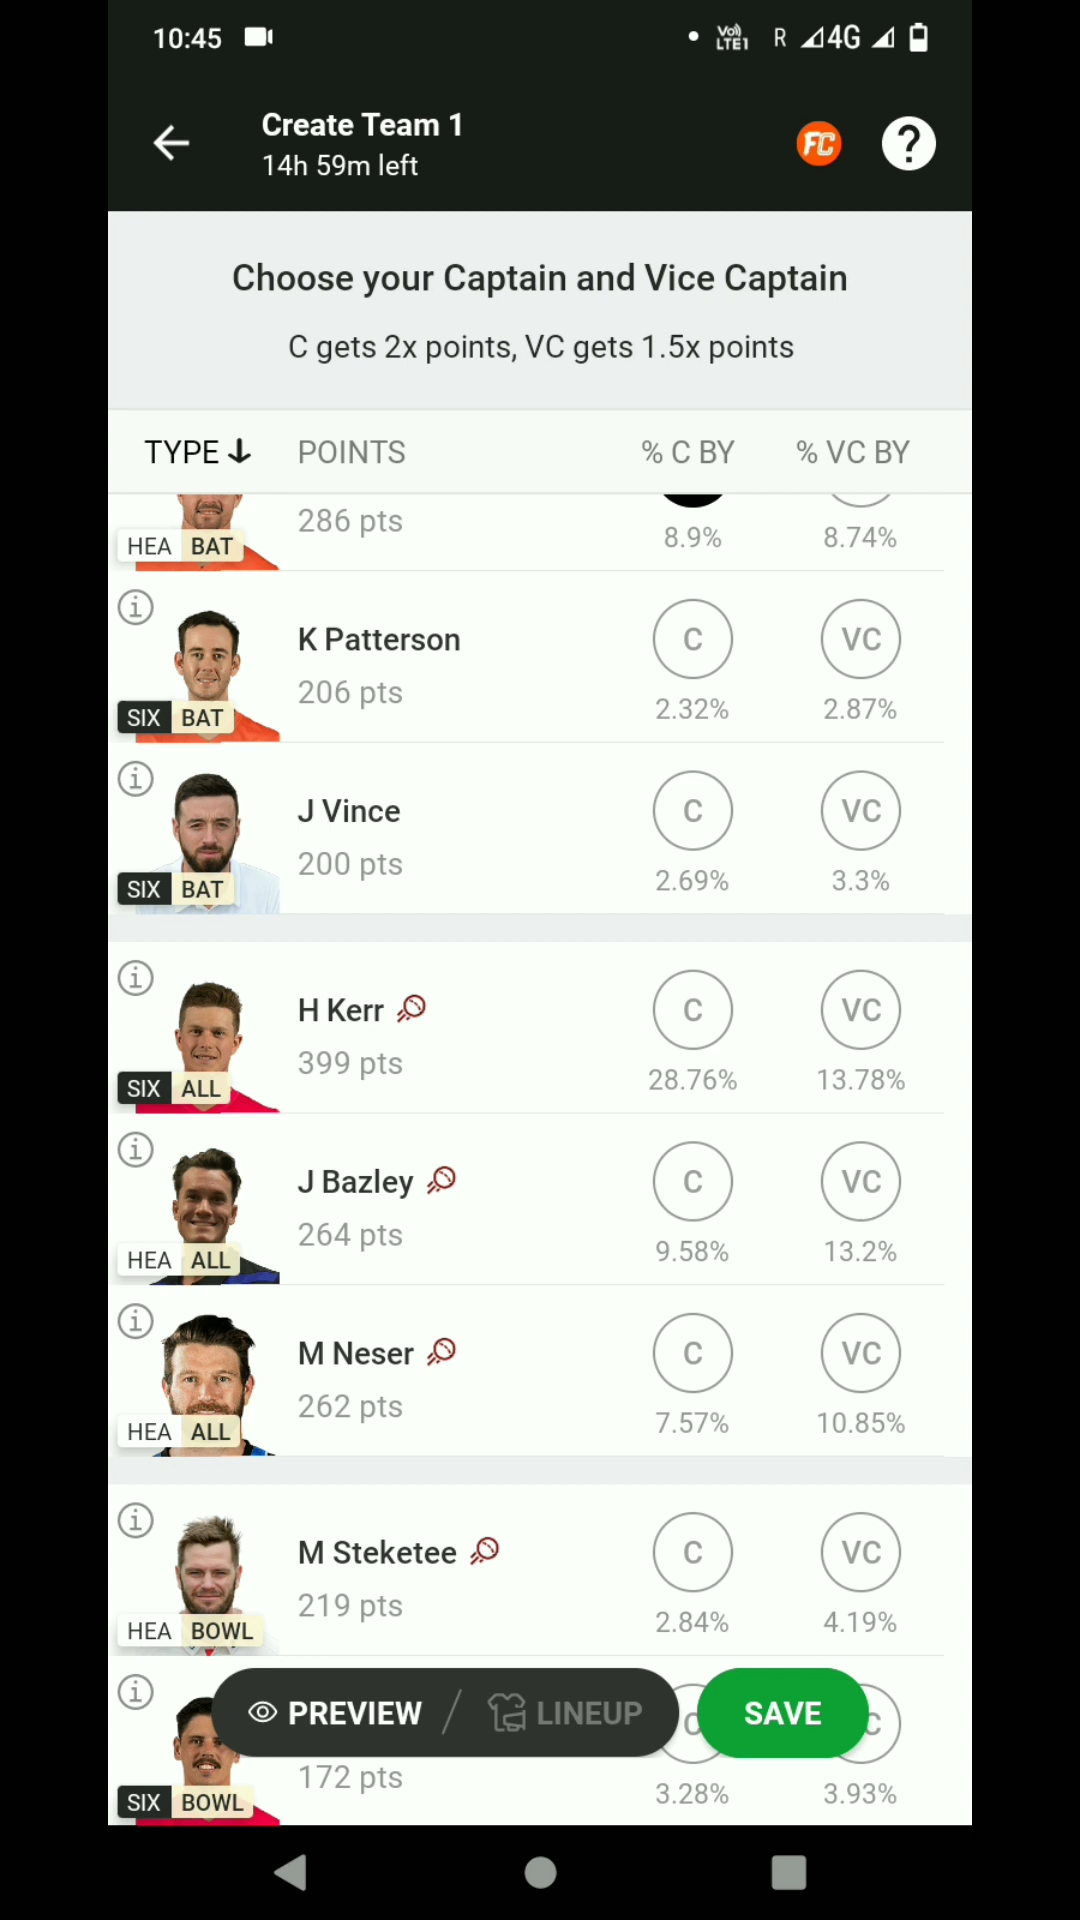 10:45
Vo)) LTE1 R 4G
Create Team 1
14h 59m left
FC
?
Choose your Captain and Vice Captain
C gets 2x points, VC gets 1.5x points
TYPE POINTS % C BY % VC BY
286 pts
8.9% 8.74%
HEA BAT
K Patterson C VC
206 pts
2.32% 2.87%
SIX BAT
J Vince C VC
200 pts
2.69% 3.3%
SIX BAT
H Kerr C VC
399 pts
28.76% 13.78%
SIX ALL
J Bazley C VC
264 pts
9.58% 13.2%
HEA ALL
M Neser C VC
262 pts
7.57% 10.85%
HEA ALL
M Steketee C VC
219 pts
2.84% 4.19%
HEA BOWL
PREVIEW / LINEUP C SAVE C
172 pts
3.28% 3.93%
SIX BOWL